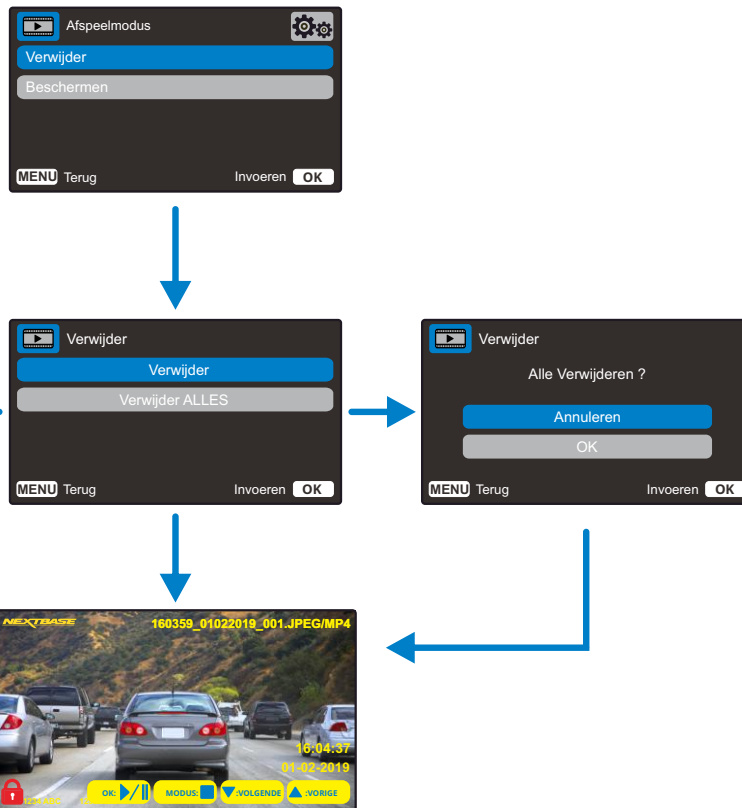 Afspeelmodus
Verwijder
Beschermen
MENU Terug Invoeren OK
Verwijder
Verwijder
Verwijder ALLES
MENU Terug Invoeren OK
Verwijder
Alle Verwijderen ?
Annuleren
OK
MENU Terug Invoeren OK
NEXTBASE 160359_01022019_001.JPEG/MP4
16:04:37
01-02-2019
OK: MODUS: :VOLGENDE :VORIGE